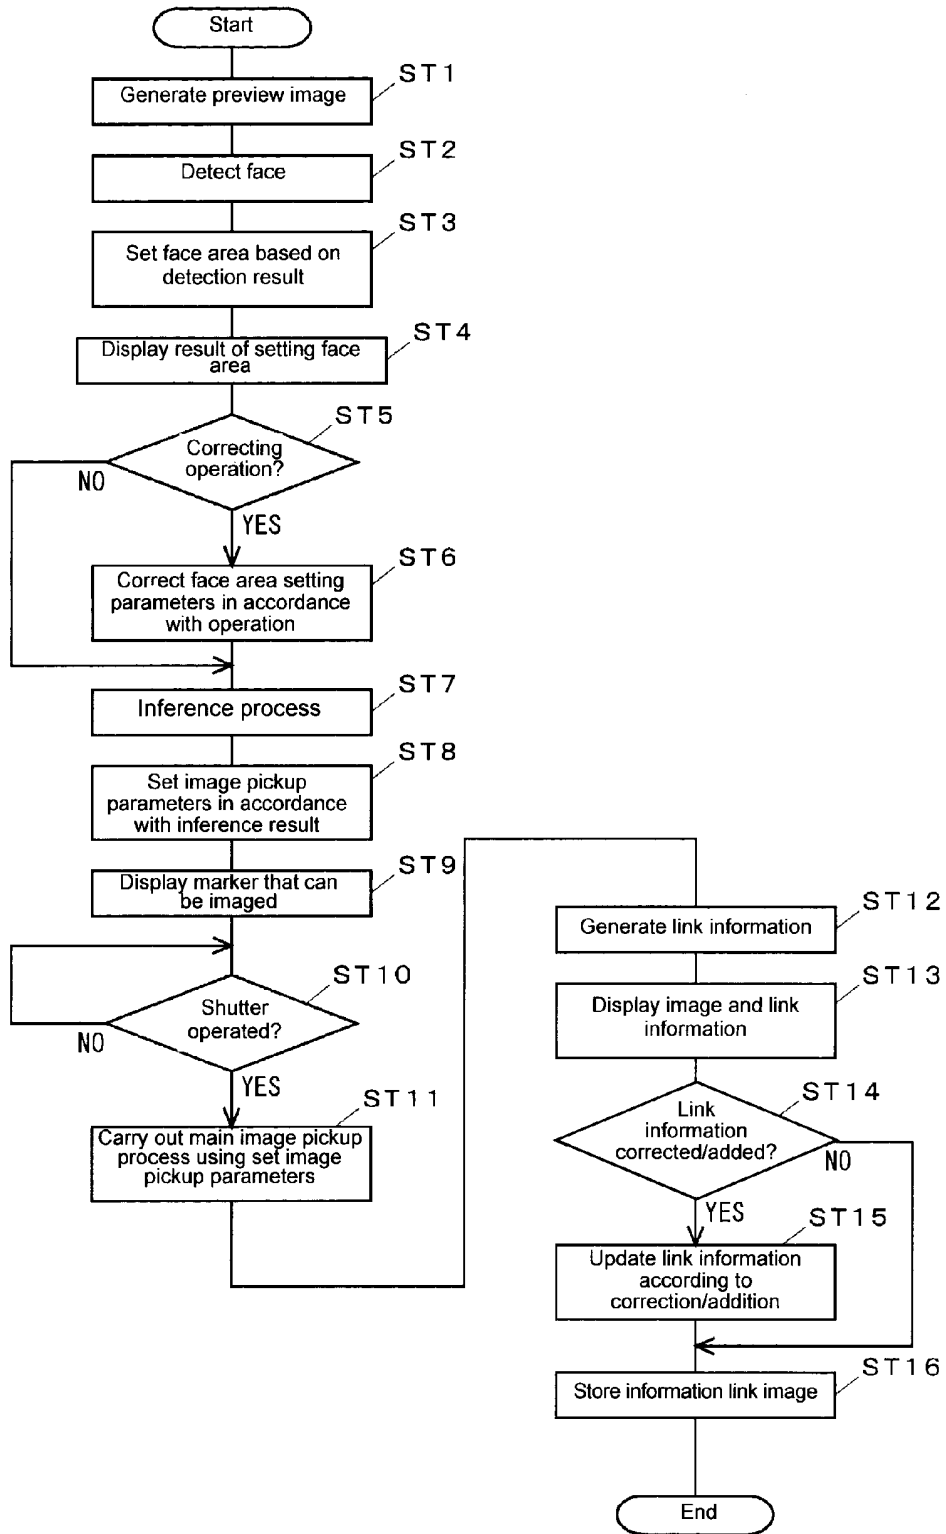 Start
ST1
Generate preview image
ST2
Detect face
ST3
Set face area based on
detection result
ST4
Display result of setting face
area
ST5
Correcting
operation?
NO
YES
ST6
Correct face area setting
parameters in accordance
with operation
ST7
Inference process
ST8
Set image pickup
parameters in accordance
with inference result
ST9
Display marker that can
be imaged
ST10
Shutter
operated?
NO
YES
ST11
Carry out main image pickup
process using set image
pickup parameters
ST12
Generate link information
ST13
Display image and link
information
ST14
Link
information
corrected/added?
NO
YES
ST15
Update link information
according to
correction/addition
ST16
Store information link image
End